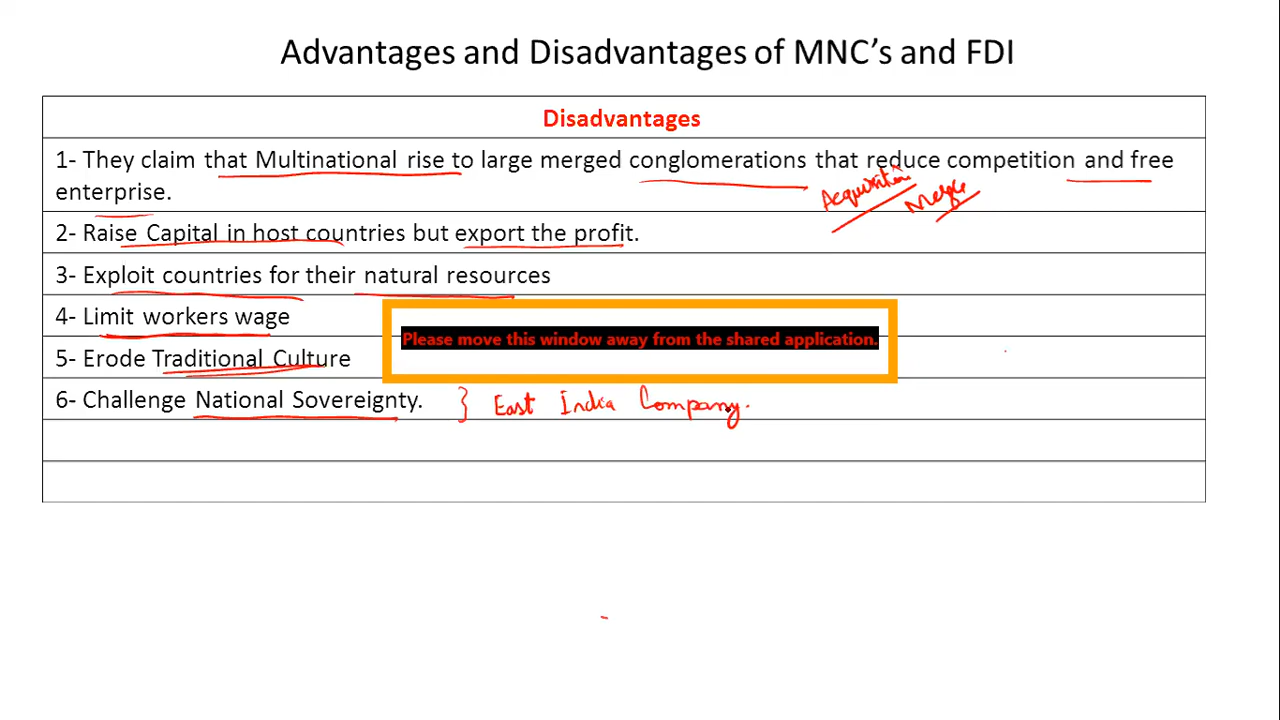 Advantages and Disadvantages of MNC’s and FDI
Disadvantages
1- They claim that Multinational rise to large merged conglomerations that reduce competition and free
enterprise.
Acquisition Merge
2- Raise Capital in host countries but export the profit.
3- Exploit countries for their natural resources
4- Limit workers wage
Please move this window away from the shared application.
5- Erode Traditional Culture
6- Challenge National Sovereignty. } East India Company.